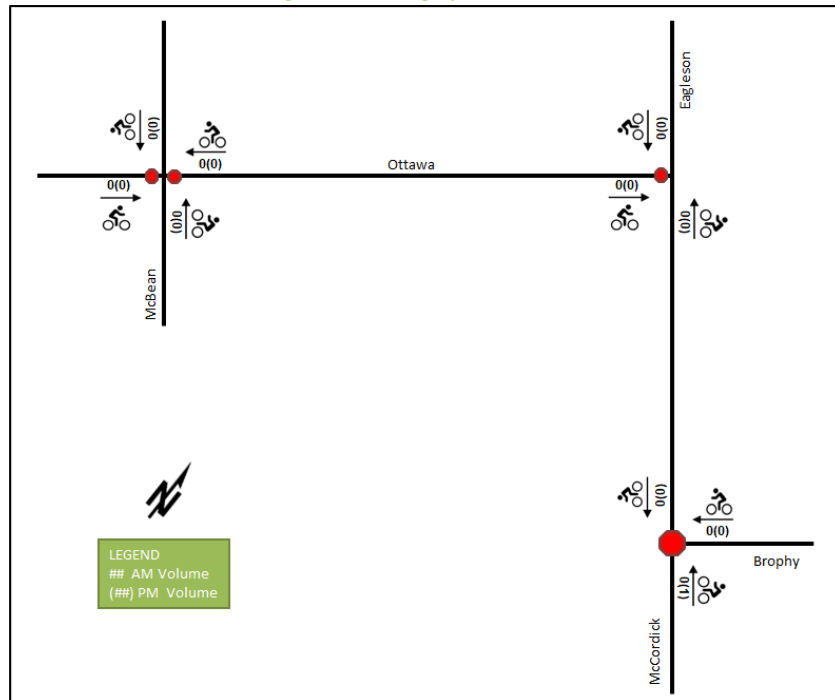 Eagleson
0(0)
0(0)
0(0)
Ottawa
0(0)
0(0)
0(0)
0(0)
0(0)
McBean
N
LEGEND
## AM Volume
(##) PM Volume
0(0)
0(0)
Brophy
0(1)
McCordick